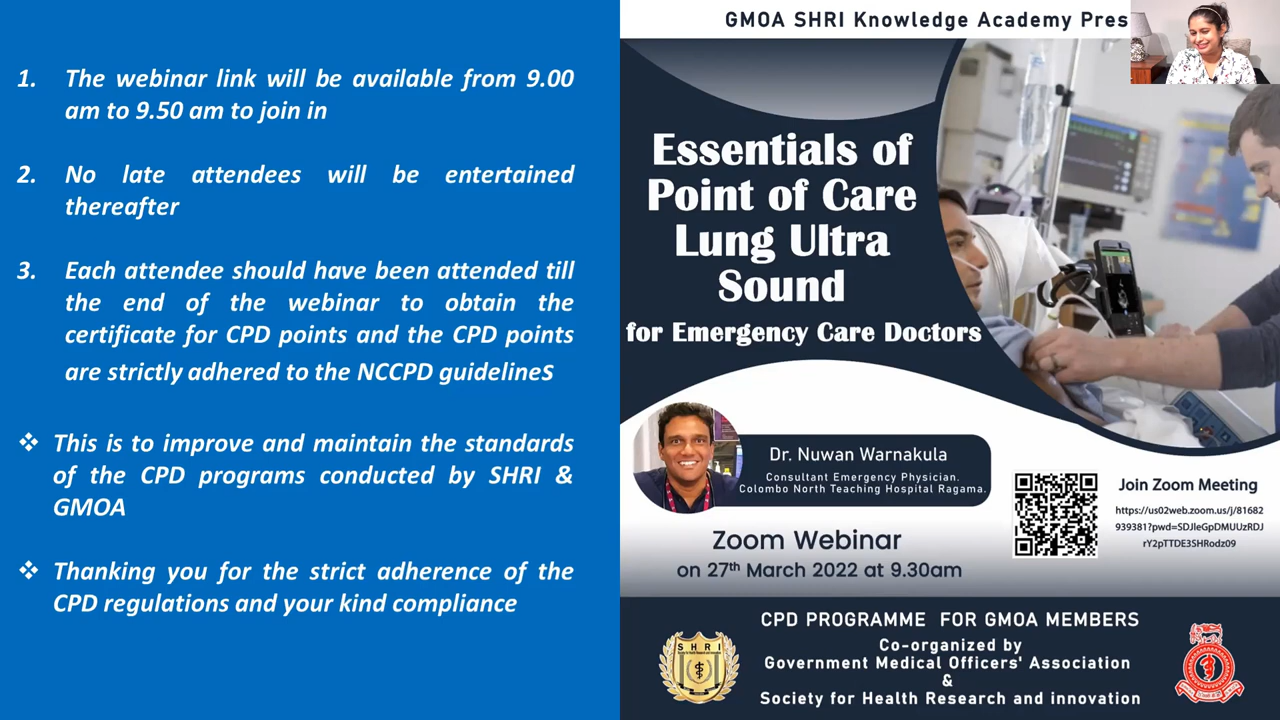 1. The webinar link will be available from 9.00
am to 9.50 am to join in
2. No late attendees will be entertained
thereafter
3. Each attendee should have been attended till
the end of the webinar to obtain the
certificate for CPD points and the CPD points
are strictly adhered to the NCCPD guidelines
❖ This is to improve and maintain the standards
of the CPD programs conducted by SHRI &
GMOA
❖ Thanking you for the strict adherence of the
CPD regulations and your kind compliance
GMOA SHRI Knowledge Academy Pres
Essentials of
Point of Care
Lung Ultra
Sound
for Emergency Care Doctors
Dr. Nuwan Warnakula
Consultant Emergency Physician.
Colombo North Teaching Hospital Ragama.
Zoom Webinar
on 27th March 2022 at 9.30am
Join Zoom Meeting
https://us02web.zoom.us/j/81682
939381?pwd=SDJleGpDMUUzRDJ
rY2pTTDE3SHRodz09
CPD PROGRAMME FOR GMOA MEMBERS
Co-organized by
Government Medical Officers' Association
&
Society for Health Research and innovation
SHRI